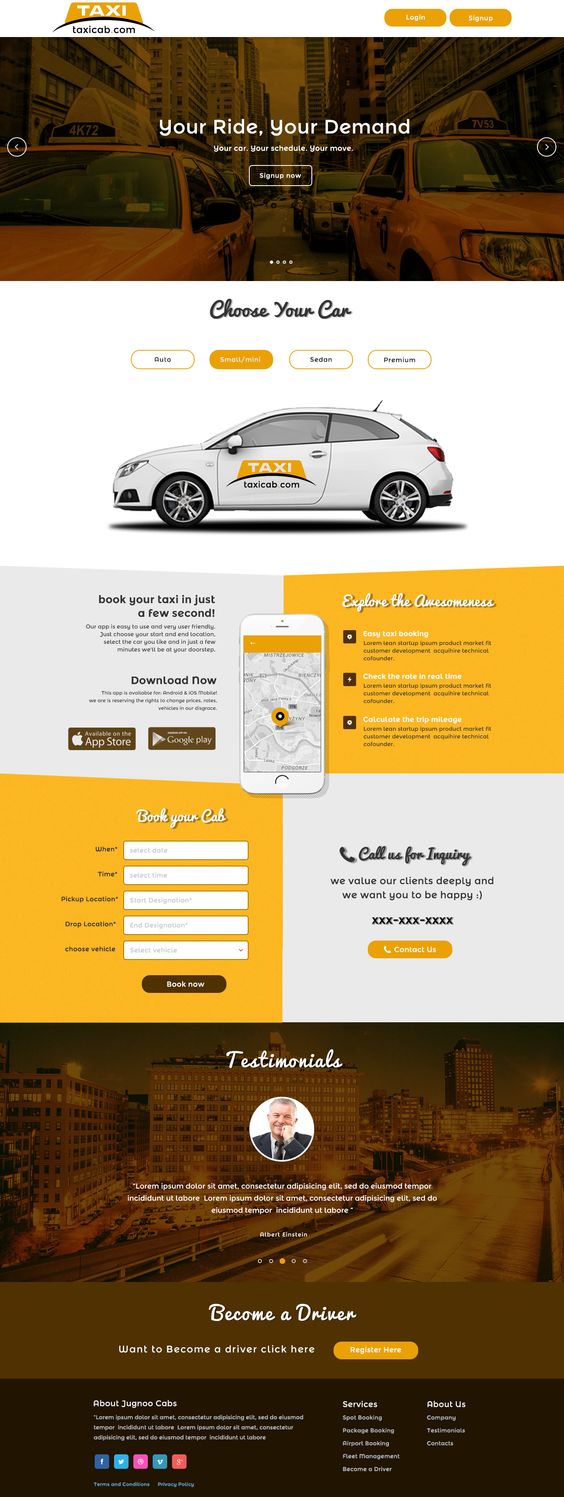 TAXI
taxicab.com
Login
Signup
4K72
7V53
Your Ride, Your Demand
Your car. Your schedule. Your move.
Signup now
Choose Your Car
Auto
Small/mini
Sedan
Premium
TAXI
taxicab.com
book your taxi in just
a few second!
Our app is easy to use and very user friendly.
Just choose your start and end location,
select the car you like and in just a few
minutes we'll be at your doorstep.
Download Now
This app is available for: Android & IOS Mobile!
we are is reserving the rights to change prices, rates,
vehicles in our disgrace.
Available on the
App Store
ANDROID APP ON
Google play
MISTRZEJOWICE
BIEŃCZYCE
PODGÓRZE
Explore the Awesomeness
Easy taxi booking
Lorem lean startup ipsum product market fit
customer development acquihire technical
cofounder.
Check the rate in real time
Lorem lean startup ipsum product market fit
customer development acquihire technical
cofounder.
Calculate the trip mileage
Lorem lean startup ipsum product market fit
customer development acquihire technical
cofounder.
Book your Cab
When* select date
Time* select time
Pickup Location* Start Designation*
Drop Location* End Designation*
choose vehicle Select Vehicle
Book now
Call us for Inquiry
we value our clients deeply and
we want you to be happy :)
xxx-xxx-xxxx
Contact Us
Testimonials
"Lorem ipsum dolor sit amet, consectetur adipisicing elit, sed do eiusmod tempor
incididunt ut labore Lorem ipsum dolor sit amet, consectetur adipisicing elit, sed do
eiusmod tempor incididunt ut labore "
Albert Einstein
Become a Driver
Want to Become a driver click here
Register Here
About Jugnoo Cabs
"Lorem ipsum dolor sit amet, consectetur adipisicing elit, sed do eiusmod
tempor incididunt ut labore Lorem ipsum dolor sit amet, consectetur
adipisicing elit, sed do eiusmod tempor incididunt ut labore
Terms and Conditions Privacy Policy
Services
Spot Booking
Package Booking
Airport Booking
Fleet Management
Become a Driver
About Us
Company
Testimonials
Contacts